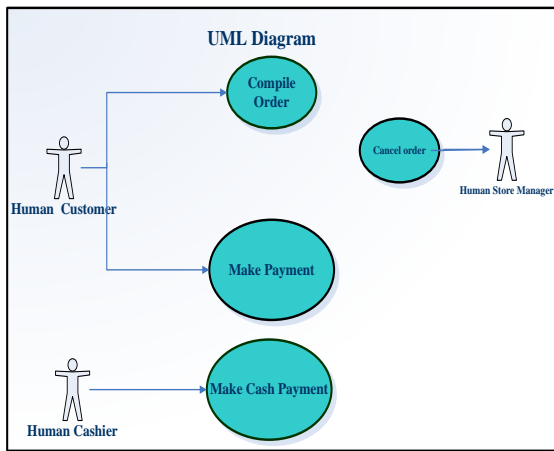 UML Diagram
Compile
Order
Cancel order
Human Store Manager
Human Customer
Make Payment
Make Cash Payment
Human Cashier